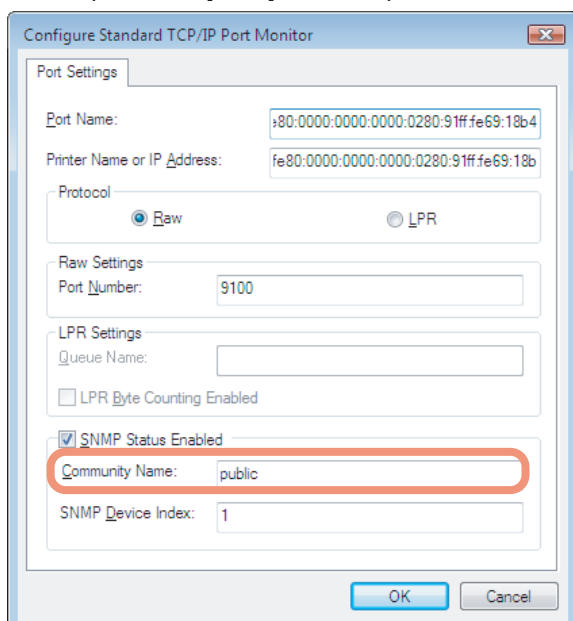 Configure Standard TCP/IP Port Monitor
Port Settings
Port Name: :80:0000:0000:0000:0280:91ff:fe69:18b4
Printer Name or IP Address: fe80:0000:0000:0000:0280:91ff:fe69:18b
Protocol
Raw LPR
Raw Settings
Port Number: 9100
LPR Settings
Queue Name:
LPR Byte Counting Enabled
SNMP Status Enabled
Community Name: public
SNMP Device Index: 1
OK Cancel